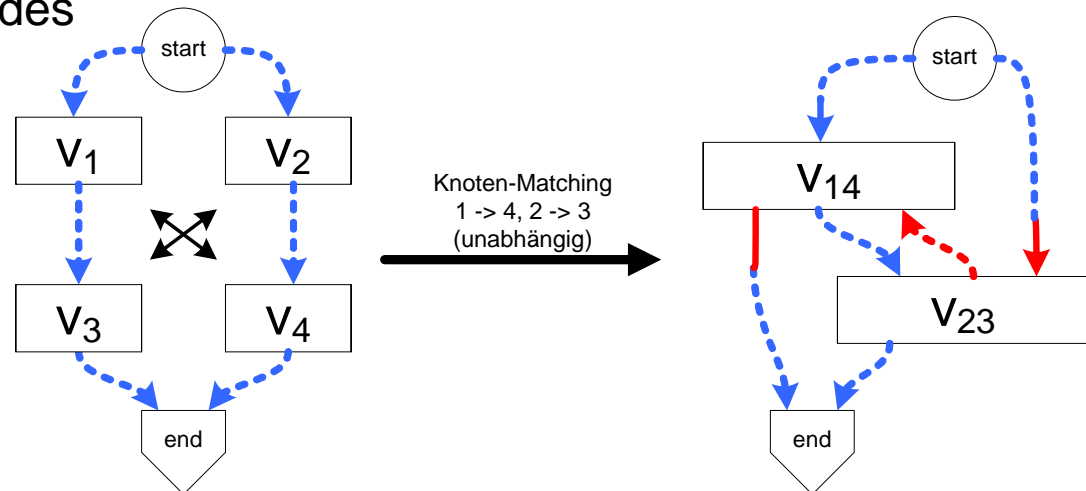 des
start
v1
v2
v3
v4
end
Knoten-Matching
1 -> 4, 2 -> 3
(unabhängig)
start
v14
v23
end